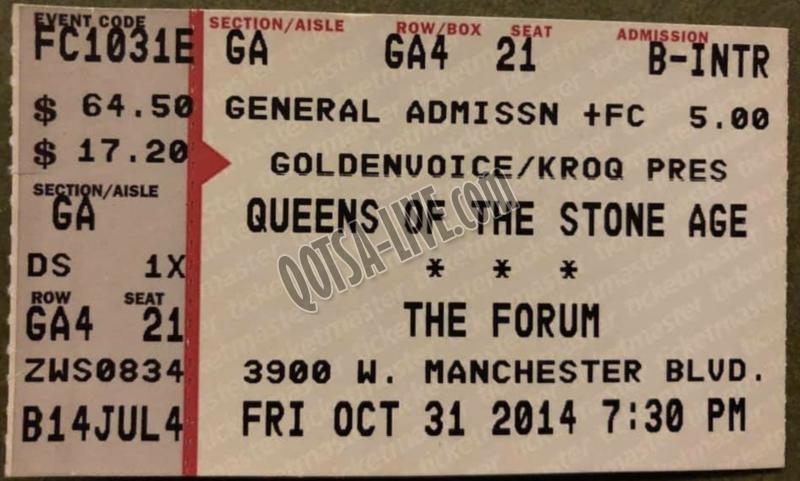 EVENT CODE
FC1031E
$ 64.50
$ 17.20
SECTION/AISLE
GA
DS 1X
ROW SEAT
GA4 21
ZWS0834
B14JUL4
SECTION/AISLE ROW/BOX SEAT ADMISSION
GA GA4 21 B-INTR
GENERAL ADMISSN +FC 5.00
GOLDENVOICE/KROQ PRES
QUEENS OF THE STONE AGE
* * *
THE FORUM
3900 W. MANCHESTER BLVD.
FRI OCT 31 2014 7:30 PM
QOTSA-LIVE.com
ticketmaster